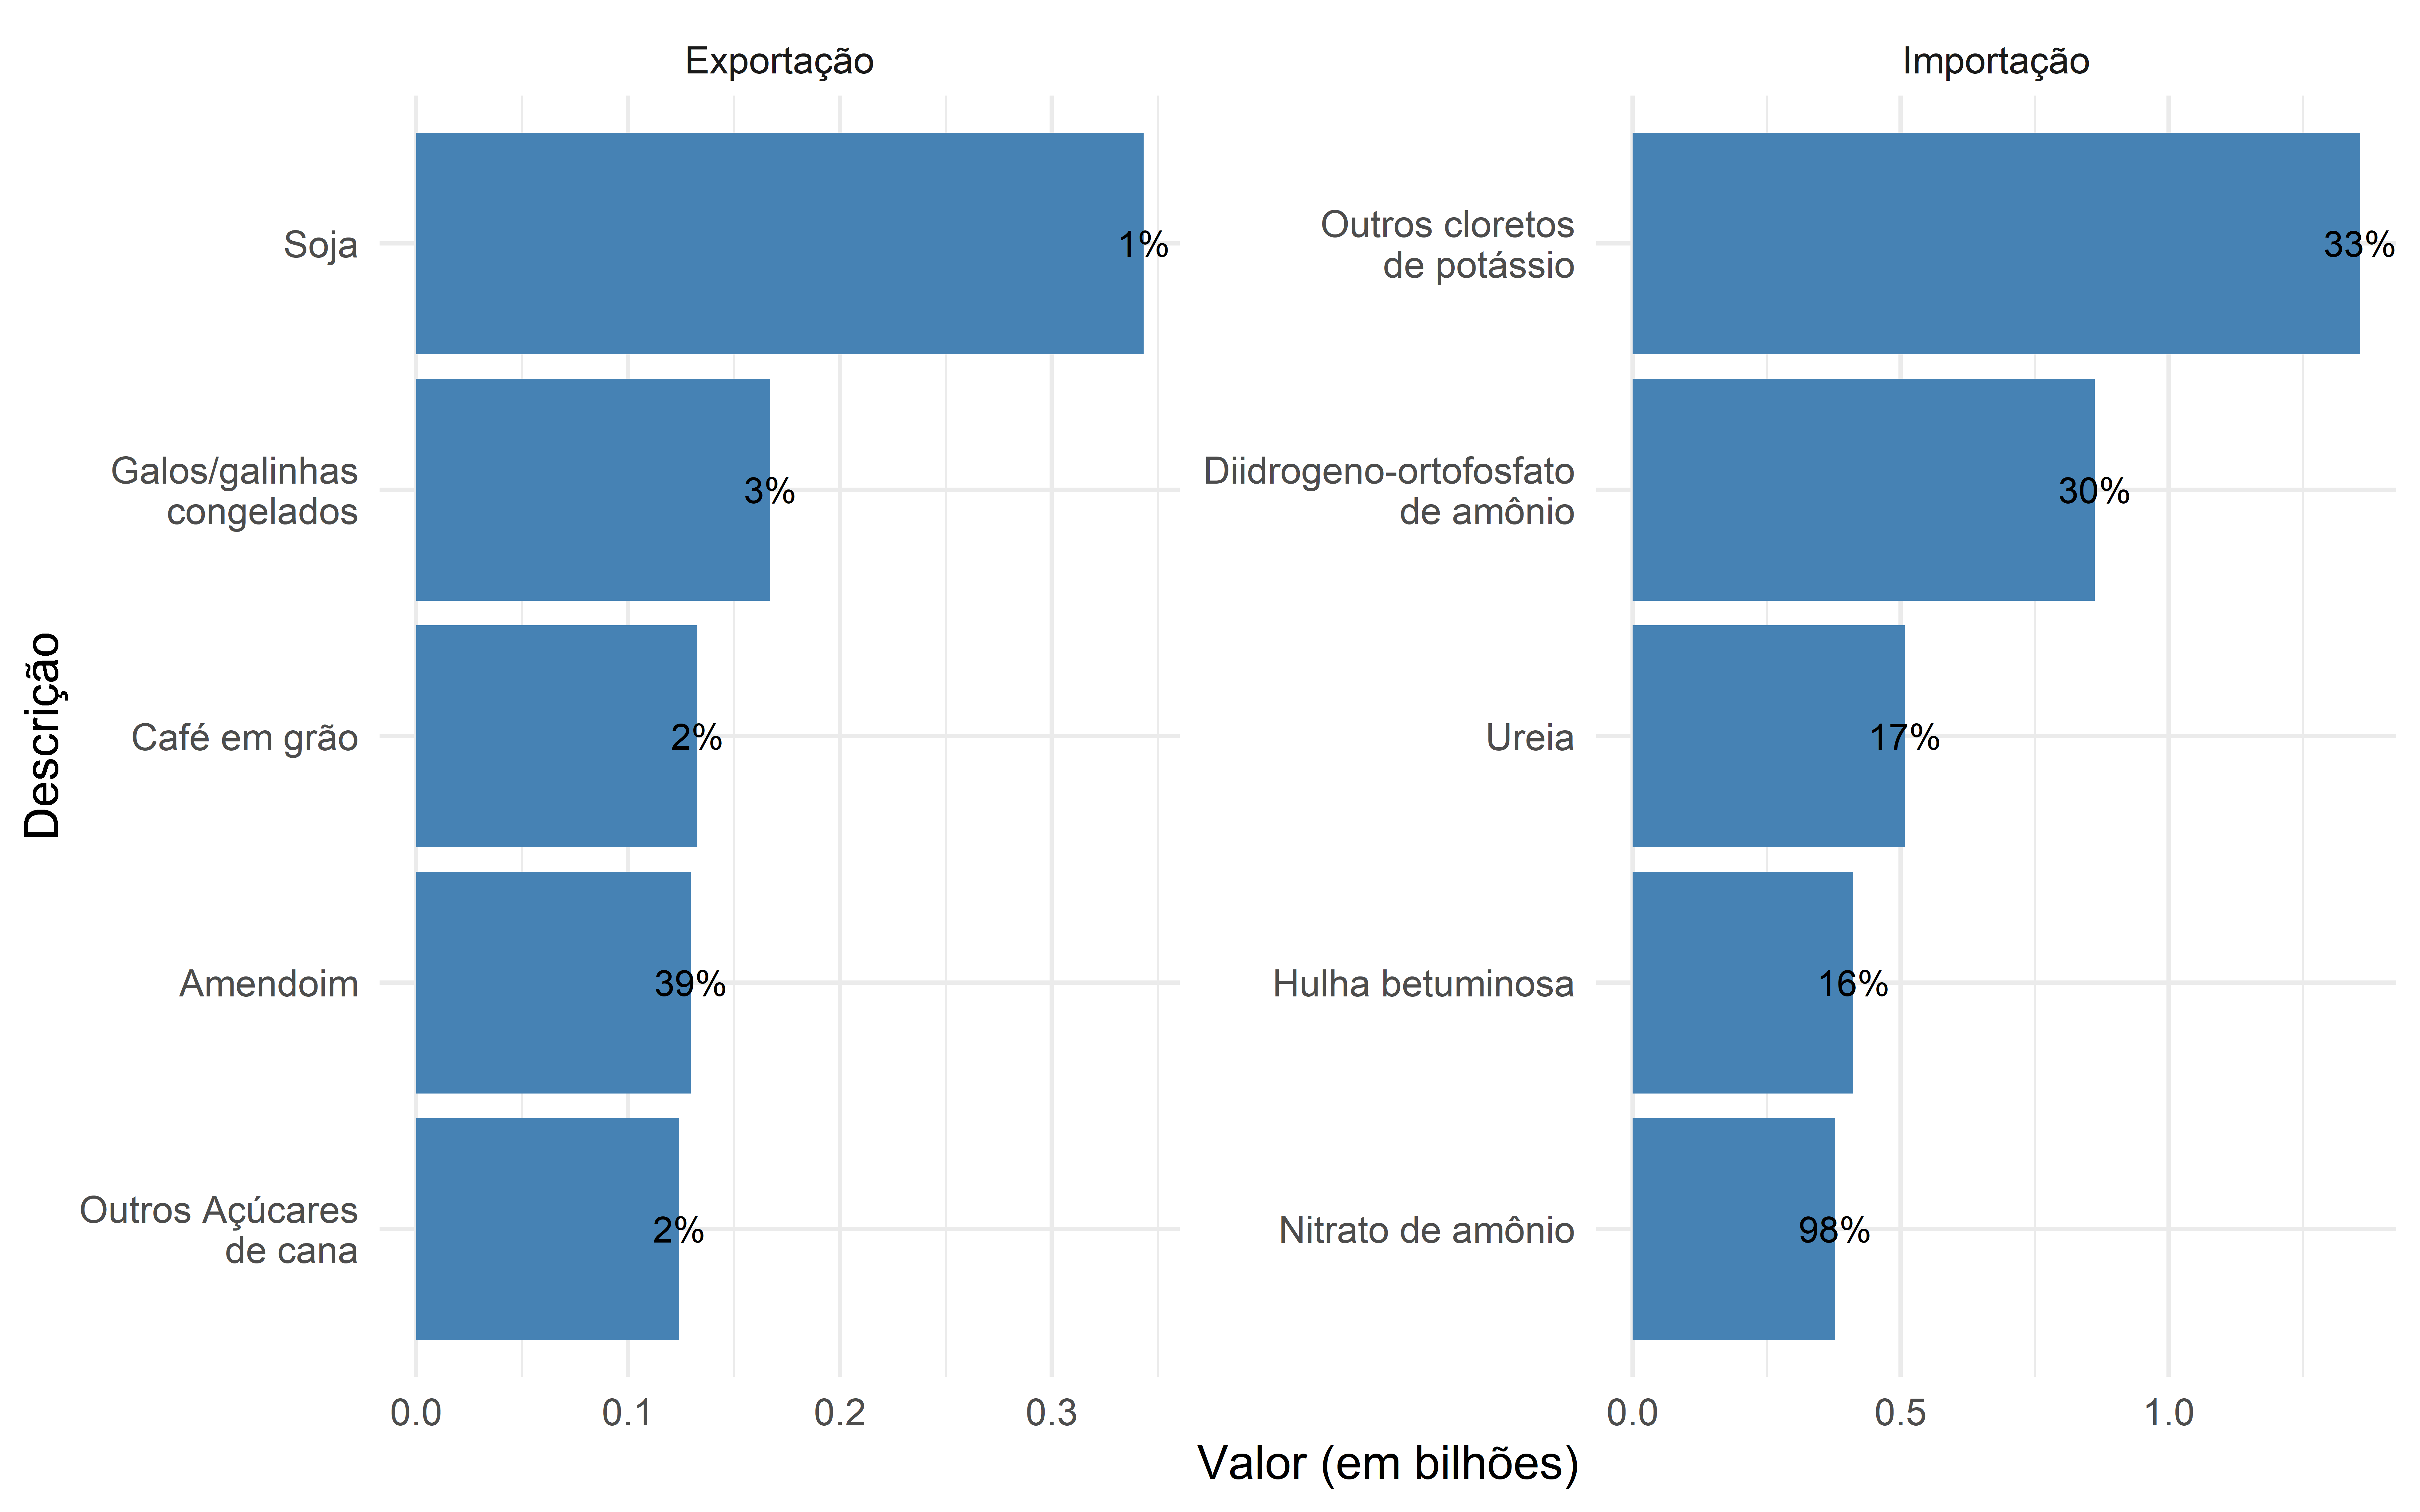 Exportação
Importação
Descrição
Soja
1%
Galos/galinhas
congelados
3%
Café em grão
2%
Amendoim
39%
Outros Açúcares
de cana
2%
0.0
0.1
0.2
0.3
Outros cloretos
de potássio
33%
Diidrogeno-ortofosfato
de amônio
30%
Ureia
17%
Hulha betuminosa
16%
Nitrato de amônio
98%
0.0
0.5
1.0
Valor (em bilhões)